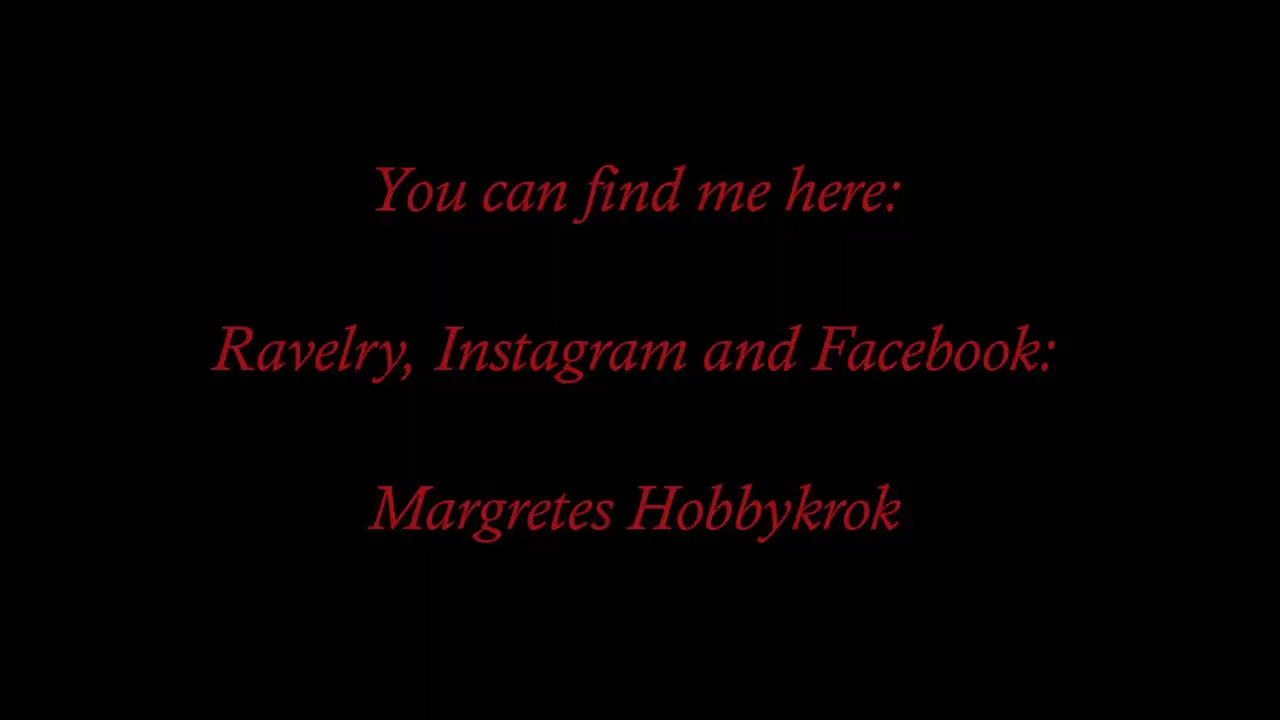 You can find me here:
Ravelry, Instagram and Facebook:
Margretes Hobbykrok